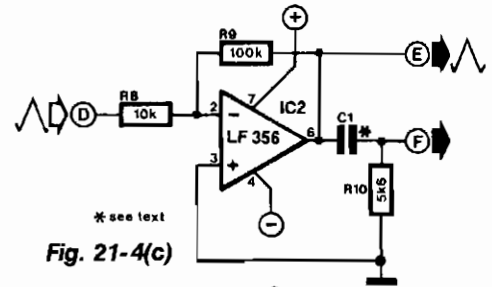 R9
100k
+
E
R8
10k
D
7
IC2
2
−
LF 356
6
C1
*
F
3
+
4
R10
5k6
−
* see text
Fig. 21-4(c)